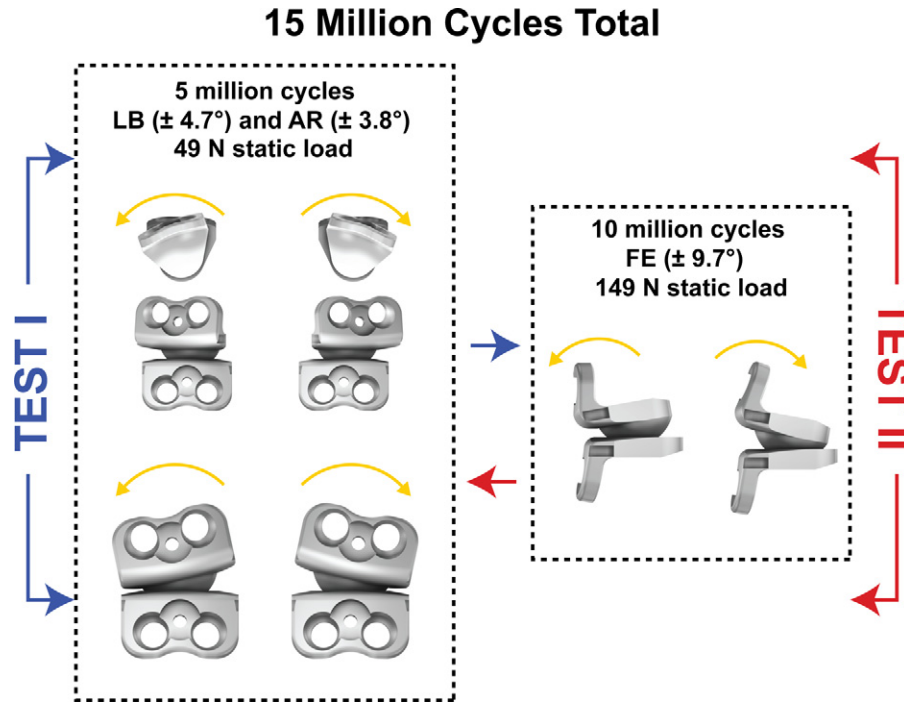 15 Million Cycles Total
5 million cycles
LB (± 4.7°) and AR (± 3.8°)
49 N static load
10 million cycles
FE (± 9.7°)
149 N static load
TEST I
TEST II